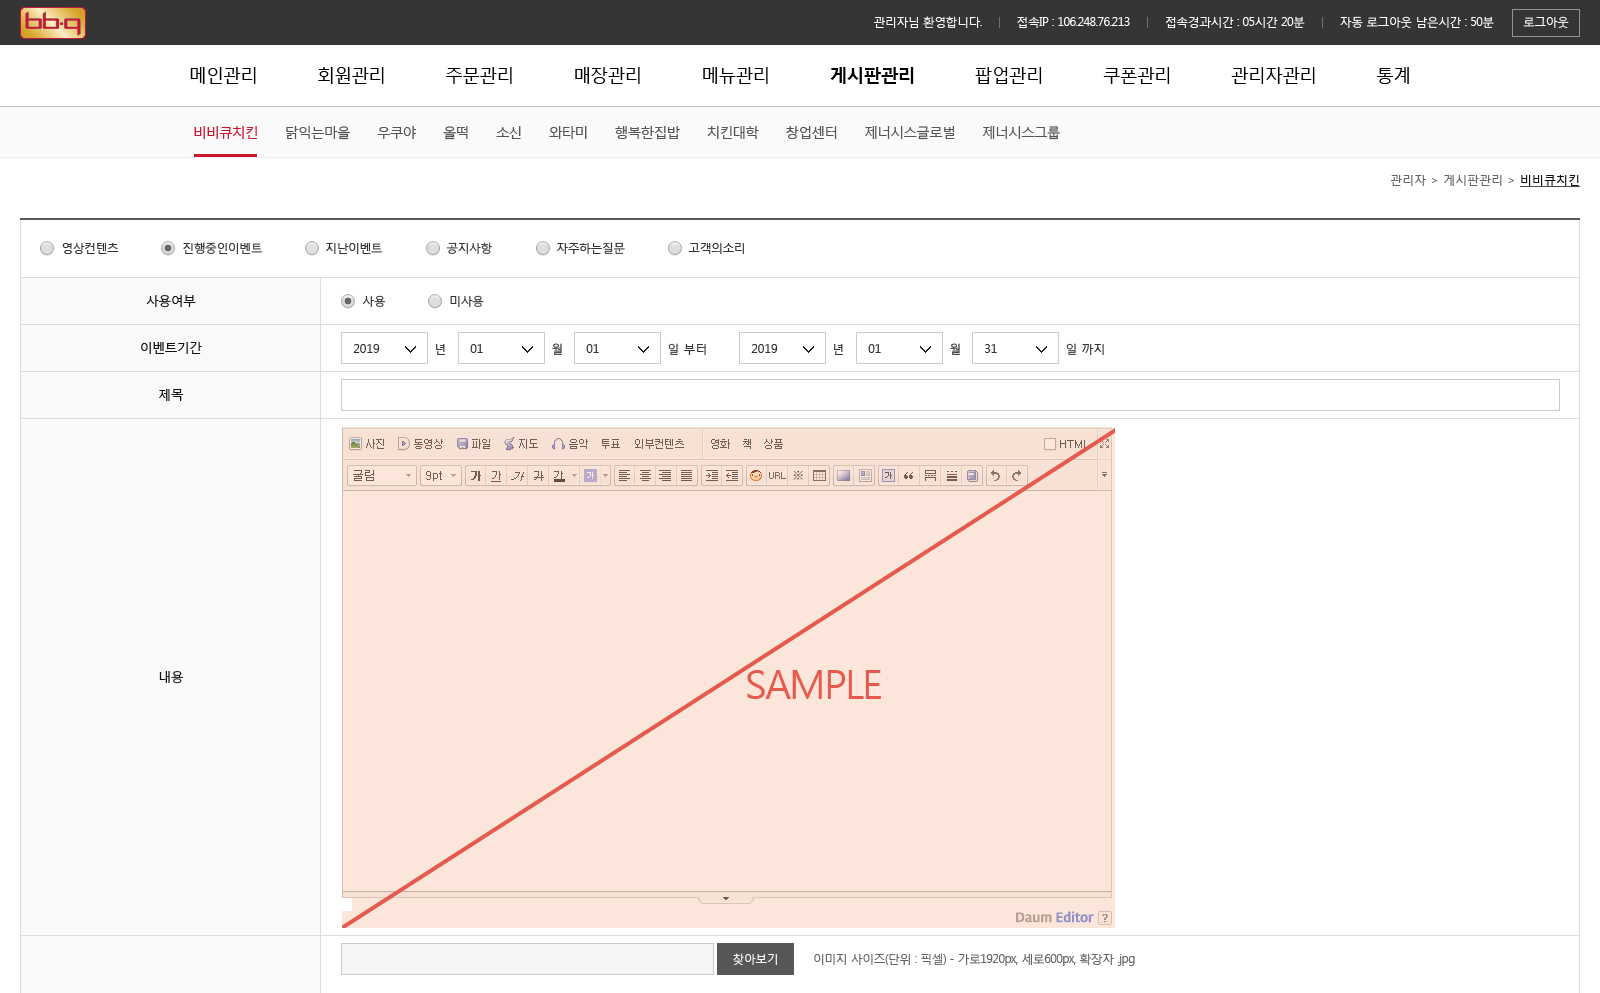 bb·q 관리자님 환영합니다. 접속IP : 106.248.76.213 접속경과시간 : 05시간 20분 자동 로그아웃 남은시간 : 50분 로그아웃
메인관리 회원관리 주문관리 매장관리 메뉴관리 게시판관리 팝업관리 쿠폰관리 관리자관리 통계
비비큐치킨 닭익는마을 우쿠야 올떡 소신 와타미 행복한집밥 치킨대학 창업센터 제너시스글로벌 제너시스그룹
관리자 > 게시판관리 > 비비큐치킨
영상컨텐츠 진행중인이벤트 지난이벤트 공지사항 자주하는질문 고객의소리
사용여부 사용 미사용
이벤트기간 2019 년 01 월 01 일 부터 2019 년 01 월 31 일 까지
제목
사진 동영상 파일 지도 음악 투표 외부컨텐츠 영화 책 상품 HTML
굴림 9pt 가 가 가 가 가 가 URL ※ 가
SAMPLE
내용
Daum Editor ?
찾아보기 이미지 사이즈(단위 : 픽셀) - 가로1920px, 세로600px, 확장자 .jpg